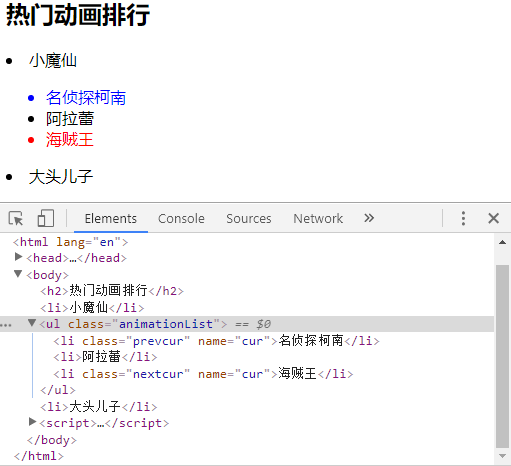 热门动画排行
小魔仙
名侦探柯南
阿拉蕾
海贼王
大头儿子
Elements Console Sources Network
<html lang="en">
<head>…</head>
<body>
<h2>热门动画排行</h2>
<li>小魔仙</li>
<ul class="animationList"> == $0
<li class="prevcur" name="cur">名侦探柯南</li>
<li>阿拉蕾</li>
<li class="nextcur" name="cur">海贼王</li>
</ul>
<li>大头儿子</li>
<script>…</script>
</body>
</html>